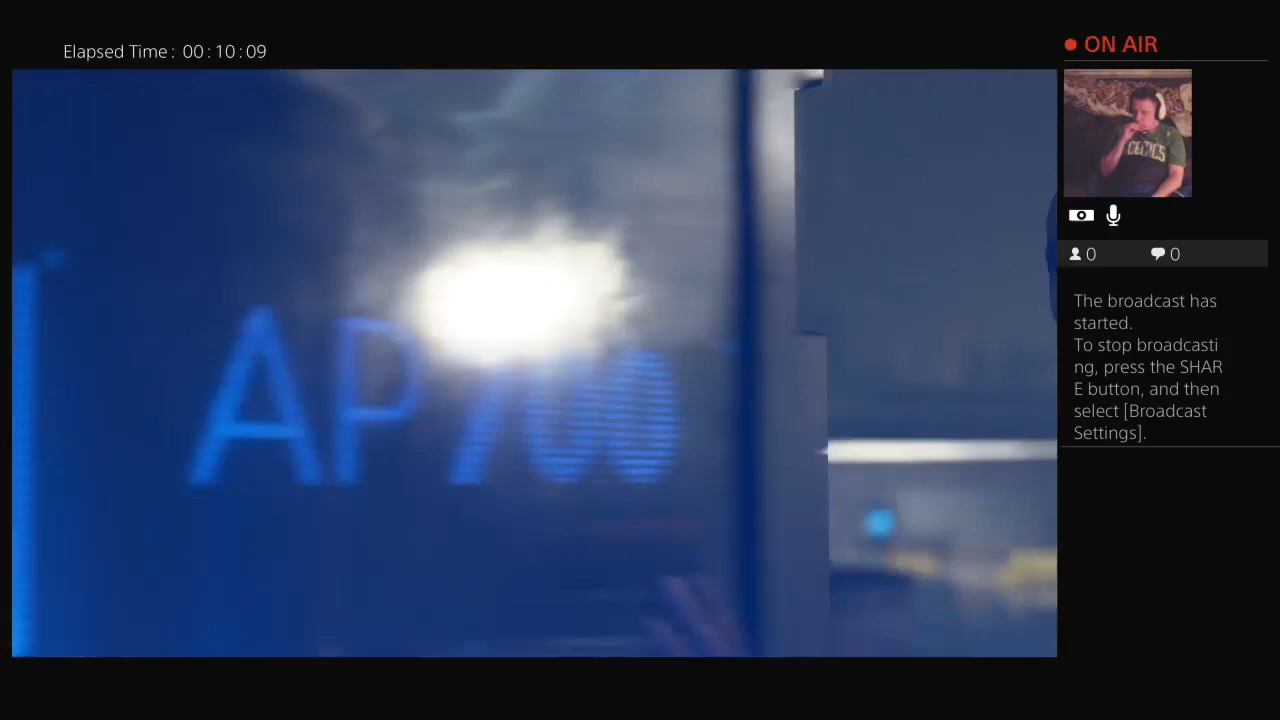 Elapsed Time: 00:10:09
ON AIR
CELTICS
0 0
AP700
The broadcast has
started.
To stop broadcasti
ng, press the SHAR
E button, and then
select [Broadcast
Settings].